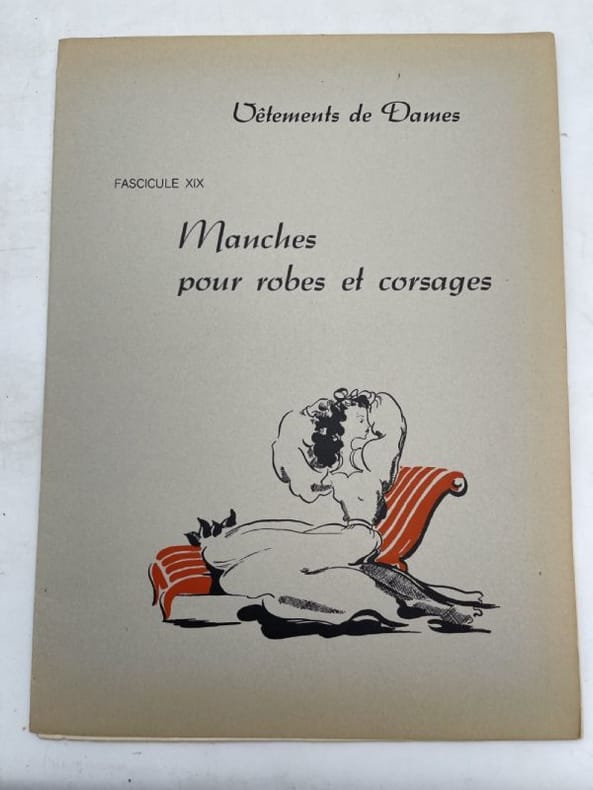 Vêtements de Dames
FASCICULE XIX
Manches
pour robes et corsages